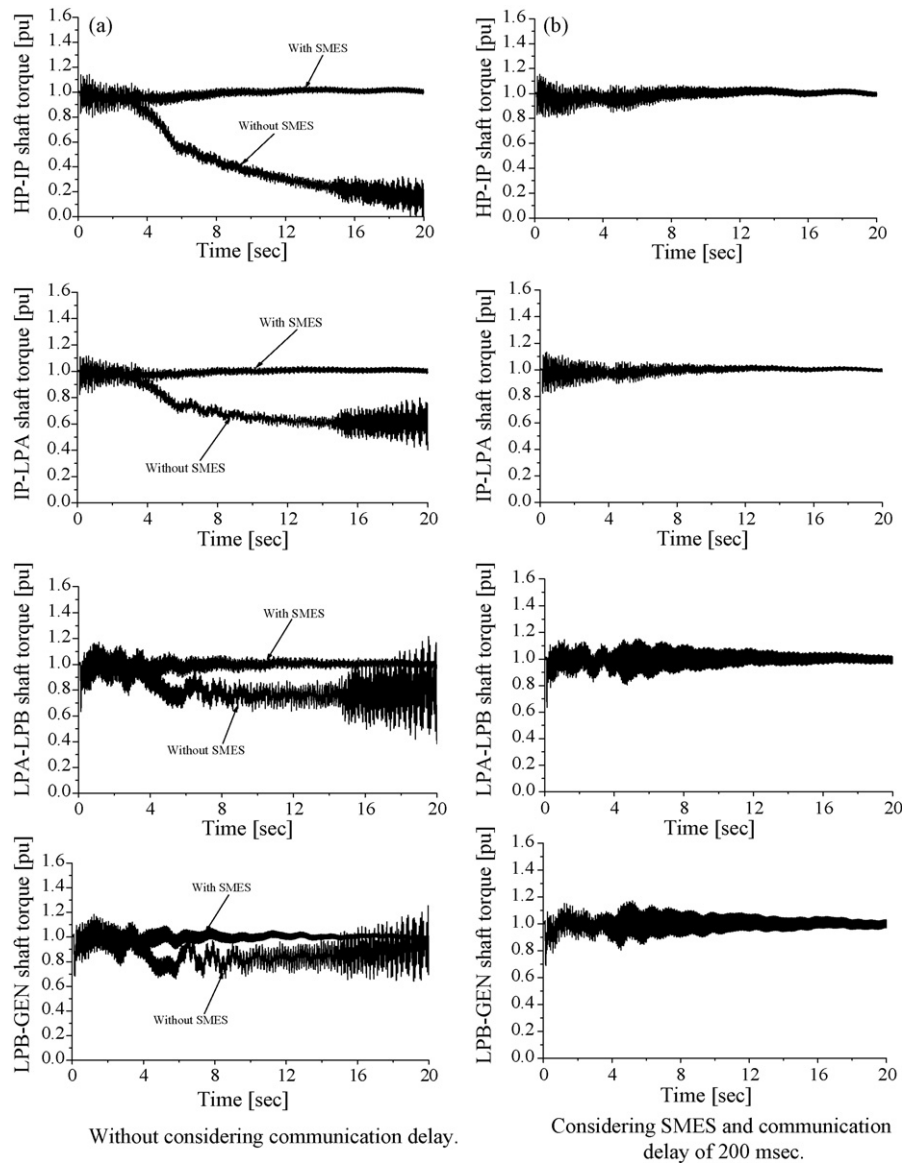 (a)
HP-IP shaft torque [pu]
1.6
1.4
1.2
1.0
0.8
0.6
0.4
0.2
0.0
With SMES
Without SMES
0 4 8 12 16 20
Time [sec]
(b)
HP-IP shaft torque [pu]
1.6
1.4
1.2
1.0
0.8
0.6
0.4
0.2
0.0
0 4 8 12 16 20
Time [sec]
IP-LPA shaft torque [pu]
1.6
1.4
1.2
1.0
0.8
0.6
0.4
0.2
0.0
With SMES
Without SMES
0 4 8 12 16 20
Time [sec]
IP-LPA shaft torque [pu]
1.6
1.4
1.2
1.0
0.8
0.6
0.4
0.2
0.0
0 4 8 12 16 20
Time [sec]
LPA-LPB shaft torque [pu]
1.6
1.4
1.2
1.0
0.8
0.6
0.4
0.2
0.0
With SMES
Without SMES
0 4 8 12 16 20
Time [sec]
LPA-LPB shaft torque [pu]
1.6
1.4
1.2
1.0
0.8
0.6
0.4
0.2
0.0
0 4 8 12 16 20
Time [sec]
LPB-GEN shaft torque [pu]
1.6
1.4
1.2
1.0
0.8
0.6
0.4
0.2
0.0
With SMES
Without SMES
0 4 8 12 16 20
Time [sec]
LPB-GEN shaft torque [pu]
1.6
1.4
1.2
1.0
0.8
0.6
0.4
0.2
0.0
0 4 8 12 16 20
Time [sec]
Without considering communication delay.
Considering SMES and communication
delay of 200 msec.